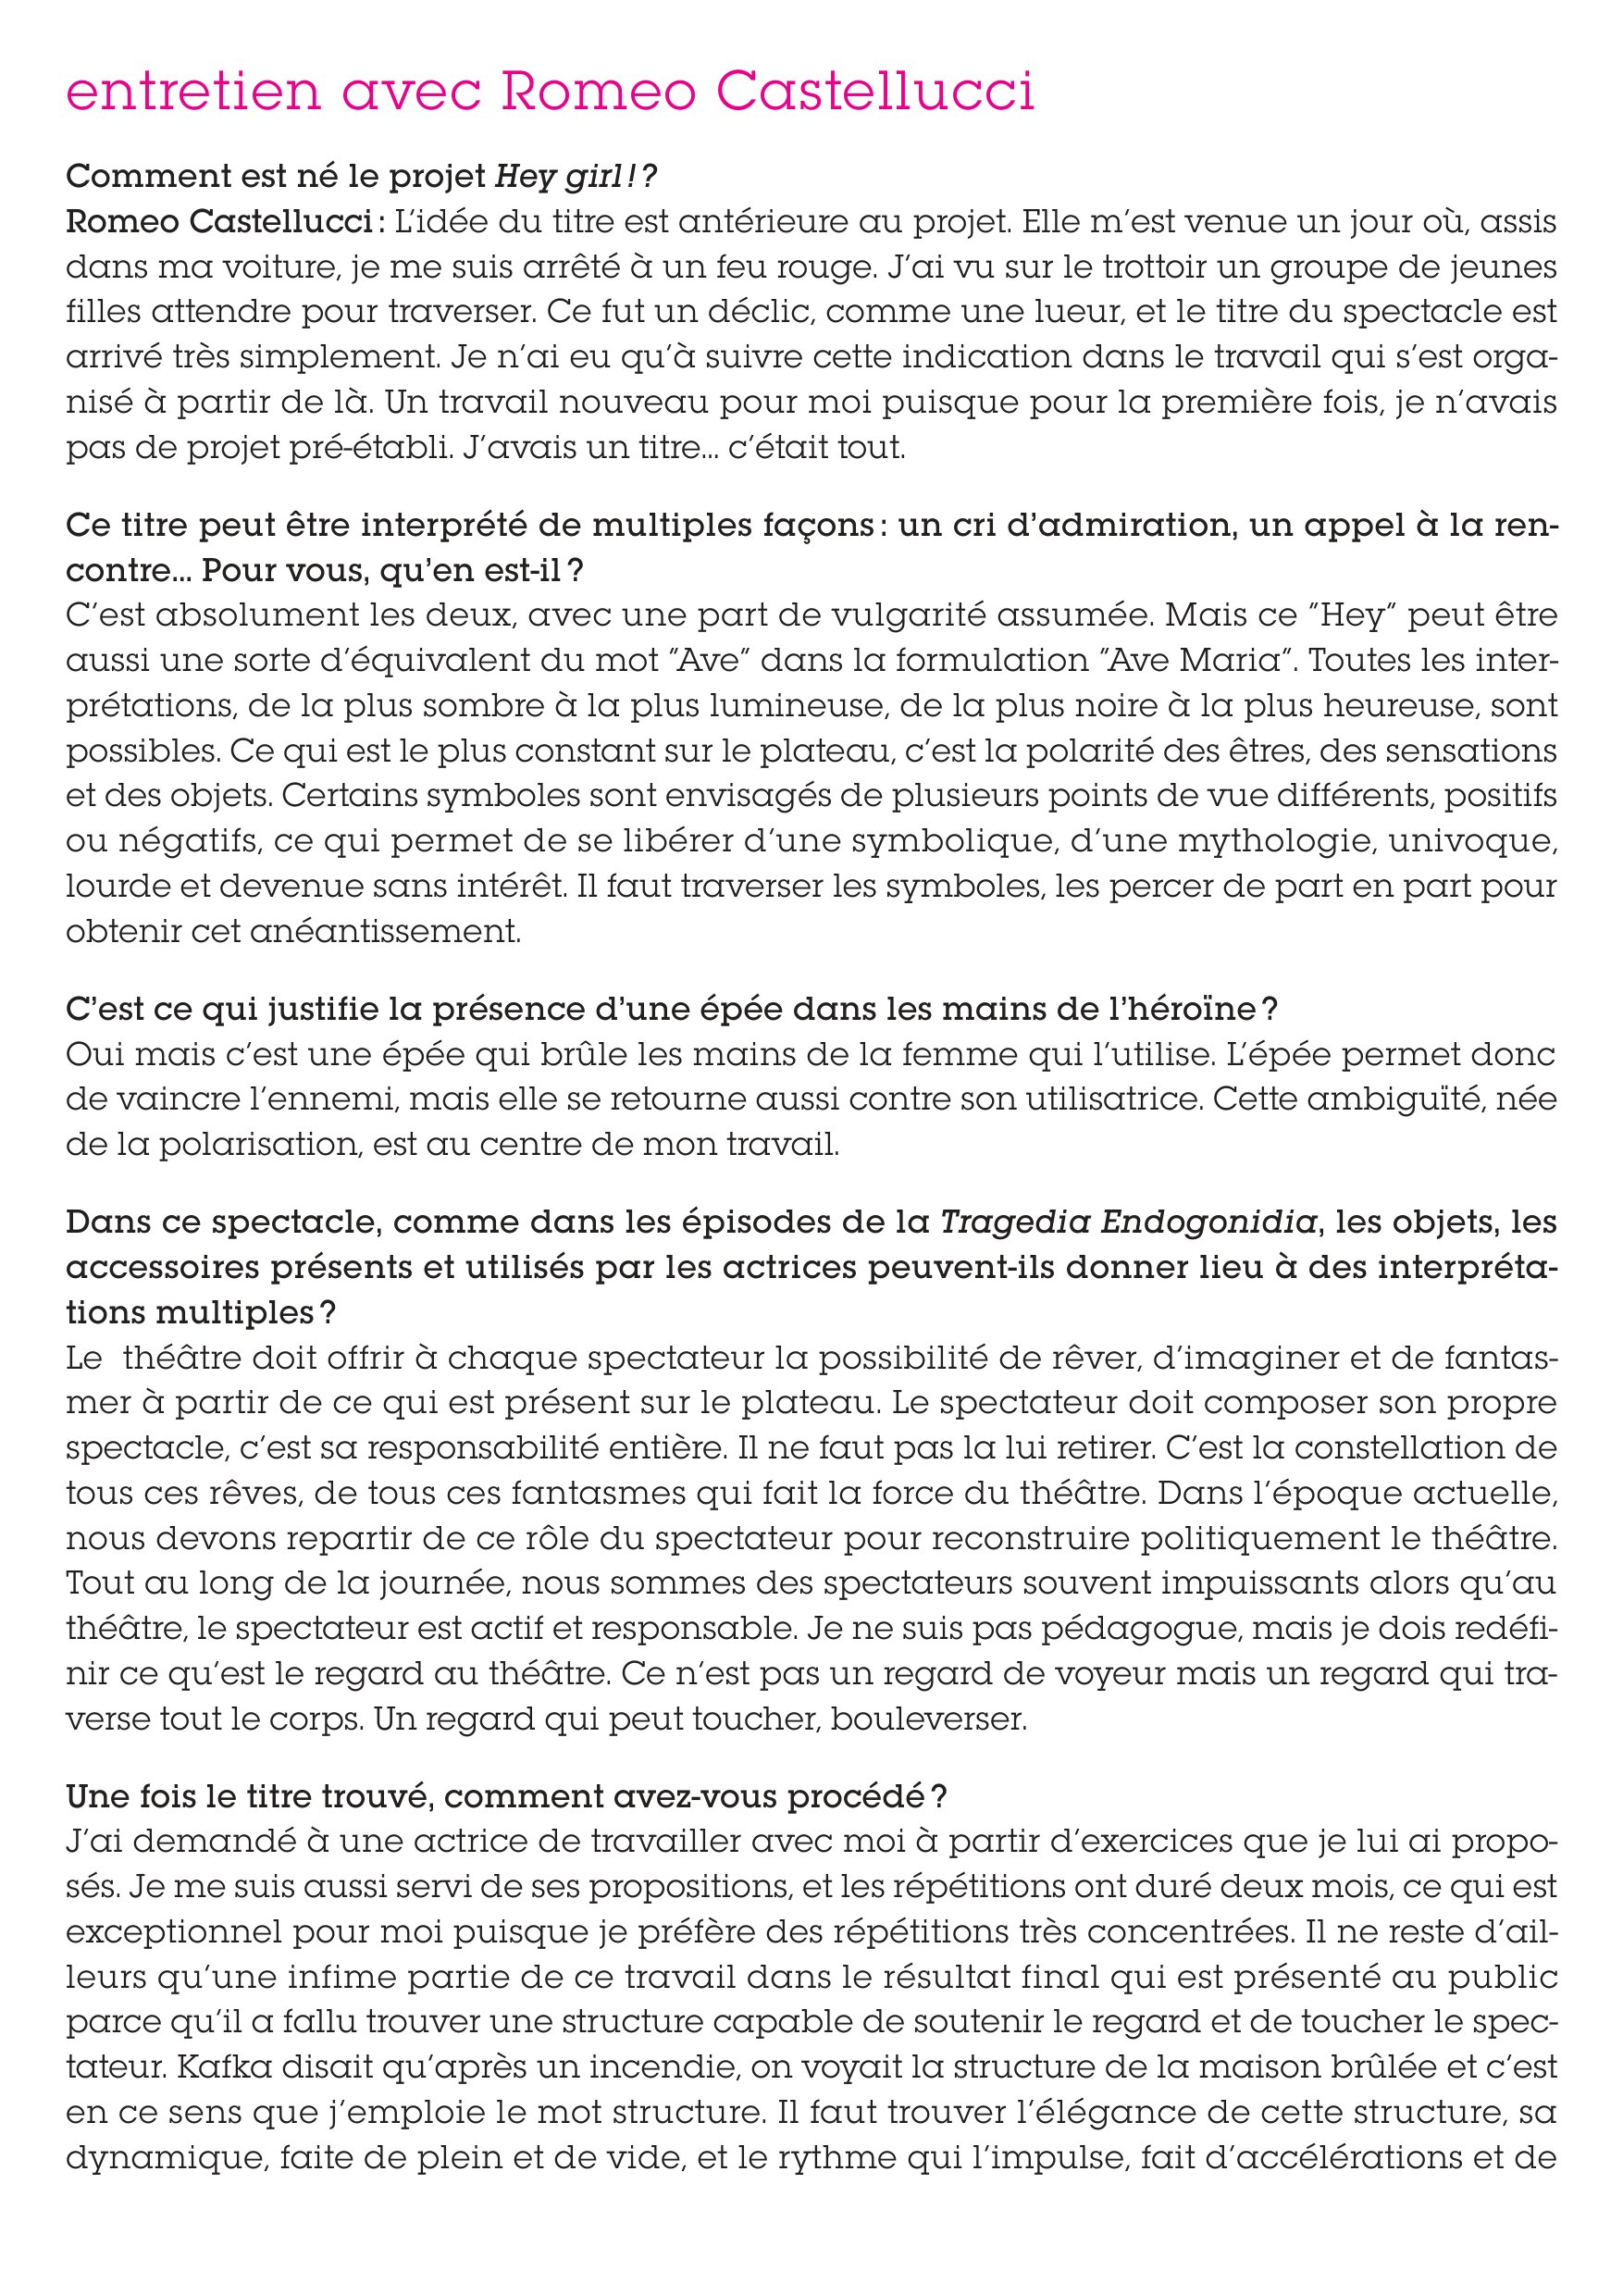 entretien avec Romeo Castellucci
Comment est né le projet Hey girl! ?
Romeo Castellucci : L'idée du titre est antérieure au projet. Elle m'est venue un jour où, assis
dans ma voiture, je me suis arrêté à un feu rouge. J'ai vu sur le trottoir un groupe de jeunes
filles attendre pour traverser. Ce fut un déclic, comme une lueur, et le titre du spectacle est
arrivé très simplement. Je n'ai eu qu'à suivre cette indication dans le travail qui s'est orga-
nisé à partir de là. Un travail nouveau pour moi puisque pour la première fois, je n'avais
pas de projet pré-établi. J'avais un titre... c'était tout.
Ce titre peut être interprété de multiples façons : un cri d'admiration, un appel à la ren-
contre... Pour vous, qu'en est-il ?
C'est absolument les deux, avec une part de vulgarité assumée. Mais ce "Hey" peut être
aussi une sorte d'équivalent du mot "Ave" dans la formulation "Ave Maria". Toutes les inter-
prétations, de la plus sombre à la plus lumineuse, de la plus noire à la plus heureuse, sont
possibles. Ce qui est le plus constant sur le plateau, c'est la polarité des êtres, des sensations
et des objets. Certains symboles sont envisagés de plusieurs points de vue différents, positifs
ou négatifs, ce qui permet de se libérer d'une symbolique, d'une mythologie, univoque,
lourde et devenue sans intérêt. Il faut traverser les symboles, les percer de part en part pour
obtenir cet anéantissement.
C'est ce qui justifie la présence d'une épée dans les mains de l'héroïne ?
Oui mais c'est une épée qui brûle les mains de la femme qui l'utilise. L'épée permet donc
de vaincre l'ennemi, mais elle se retourne aussi contre son utilisatrice. Cette ambiguïté, née
de la polarisation, est au centre de mon travail.
Dans ce spectacle, comme dans les épisodes de la Tragedia Endogonidia, les objets, les
accessoires présents et utilisés par les actrices peuvent-ils donner lieu à des interpréta-
tions multiples ?
Le théâtre doit offrir à chaque spectateur la possibilité de rêver, d'imaginer et de fantas-
mer à partir de ce qui est présent sur le plateau. Le spectateur doit composer son propre
spectacle, c'est sa responsabilité entière. Il ne faut pas la lui retirer. C'est la constellation de
tous ces rêves, de tous ces fantasmes qui fait la force du théâtre. Dans l'époque actuelle,
nous devons repartir de ce rôle du spectateur pour reconstruire politiquement le théâtre.
Tout au long de la journée, nous sommes des spectateurs souvent impuissants alors qu'au
théâtre, le spectateur est actif et responsable. Je ne suis pas pédagogue, mais je dois redéfi-
nir ce qu'est le regard au théâtre. Ce n'est pas un regard de voyeur mais un regard qui tra-
verse tout le corps. Un regard qui peut toucher, bouleverser.
Une fois le titre trouvé, comment avez-vous procédé ?
J'ai demandé à une actrice de travailler avec moi à partir d'exercices que je lui ai propo-
sés. Je me suis aussi servi de ses propositions, et les répétitions ont duré deux mois, ce qui est
exceptionnel pour moi puisque je préfère des répétitions très concentrées. Il ne reste d'ail-
leurs qu'une infime partie de ce travail dans le résultat final qui est présenté au public
parce qu'il a fallu trouver une structure capable de soutenir le regard et de toucher le spec-
tateur. Kafka disait qu'après un incendie, on voyait la structure de la maison brûlée et c'est
en ce sens que j'emploie le mot structure. Il faut trouver l'élégance de cette structure, sa
dynamique, faite de plein et de vide, et le rythme qui l'impulse, fait d'accélérations et de